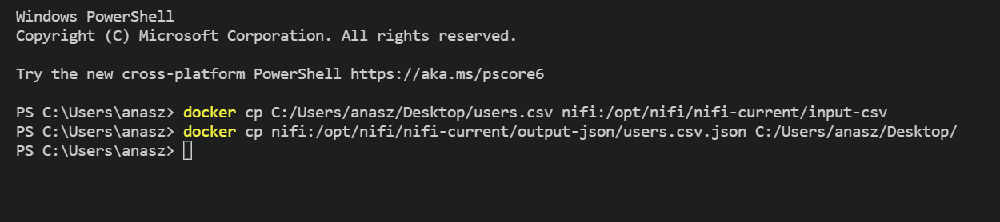 Windows PowerShell
Copyright (C) Microsoft Corporation. All rights reserved.
Try the new cross-platform PowerShell https://aka.ms/pscore6
PS C:\Users\anasz> docker cp C:/Users/anasz/Desktop/users.csv nifi:/opt/nifi/nifi-current/input-csv
PS C:\Users\anasz> docker cp nifi:/opt/nifi/nifi-current/output-json/users.csv.json C:/Users/anasz/Desktop/
PS C:\Users\anasz>